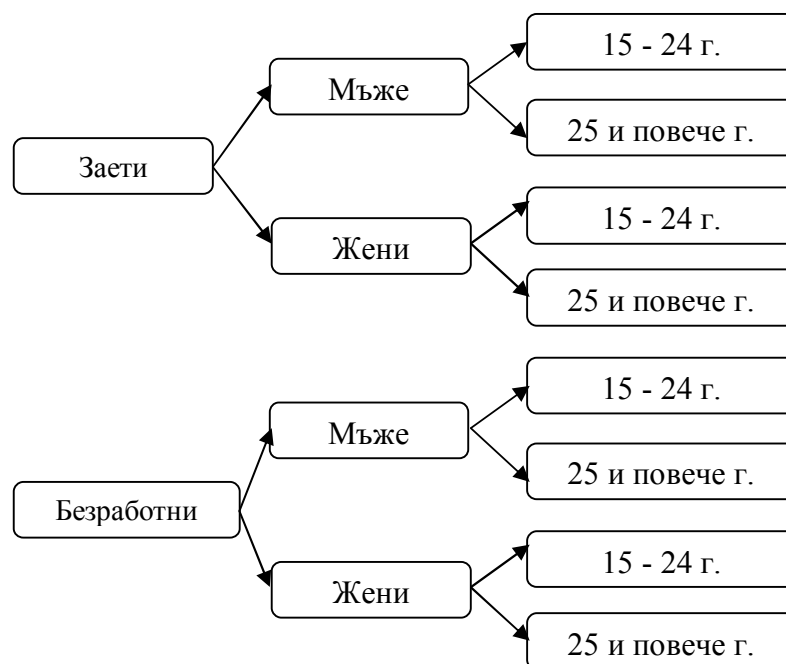 15 - 24 г.
Мъже
25 и повече г.
Заети
15 - 24 г.
Жени
25 и повече г.
15 - 24 г.
Мъже
25 и повече г.
Безработни
15 - 24 г.
Жени
25 и повече г.